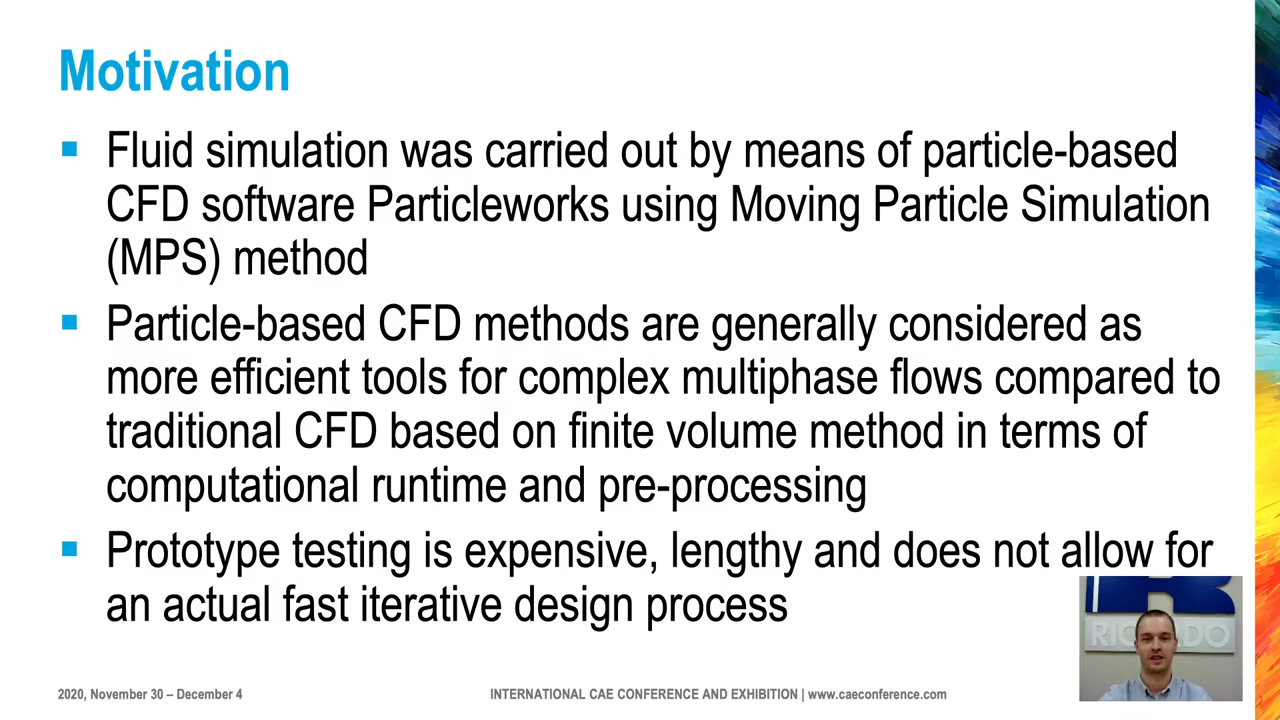 Motivation
▪ Fluid simulation was carried out by means of particle-based
CFD software Particleworks using Moving Particle Simulation
(MPS) method
▪ Particle-based CFD methods are generally considered as
more efficient tools for complex multiphase flows compared to
traditional CFD based on finite volume method in terms of
computational runtime and pre-processing
▪ Prototype testing is expensive, lengthy and does not allow for
an actual fast iterative design process
2020, November 30 – December 4
INTERNATIONAL CAE CONFERENCE AND EXHIBITION | www.caeconference.com